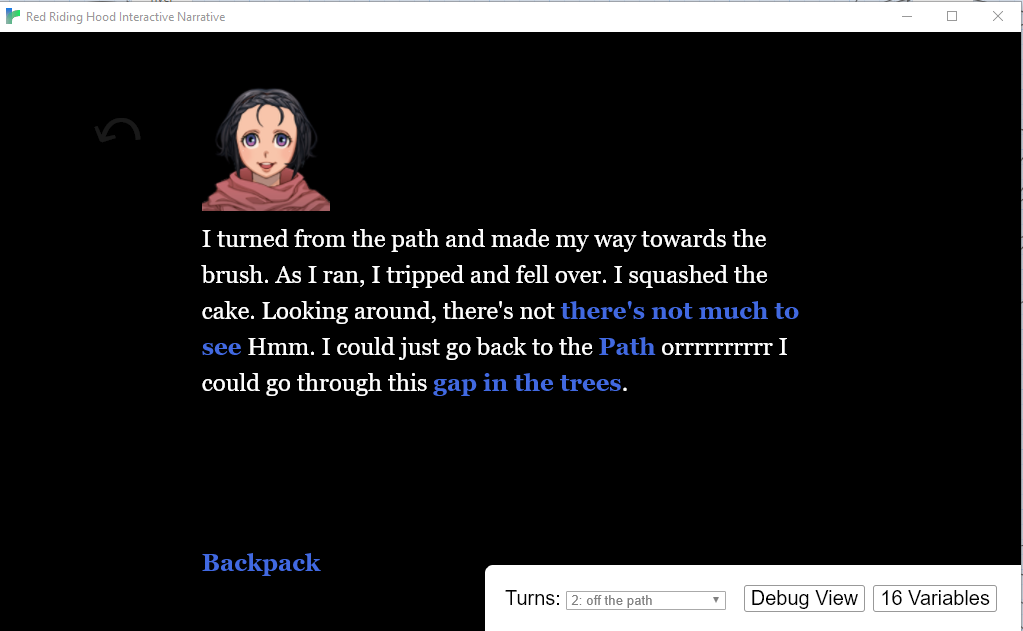 Red Riding Hood Interactive Narrative
I turned from the path and made my way towards the
brush. As I ran, I tripped and fell over. I squashed the
cake. Looking around, there's not there's not much to
see Hmm. I could just go back to the Path orrrrrrrrrr I
could go through this gap in the trees.
Backpack
Turns: 2: off the path Debug View 16 Variables